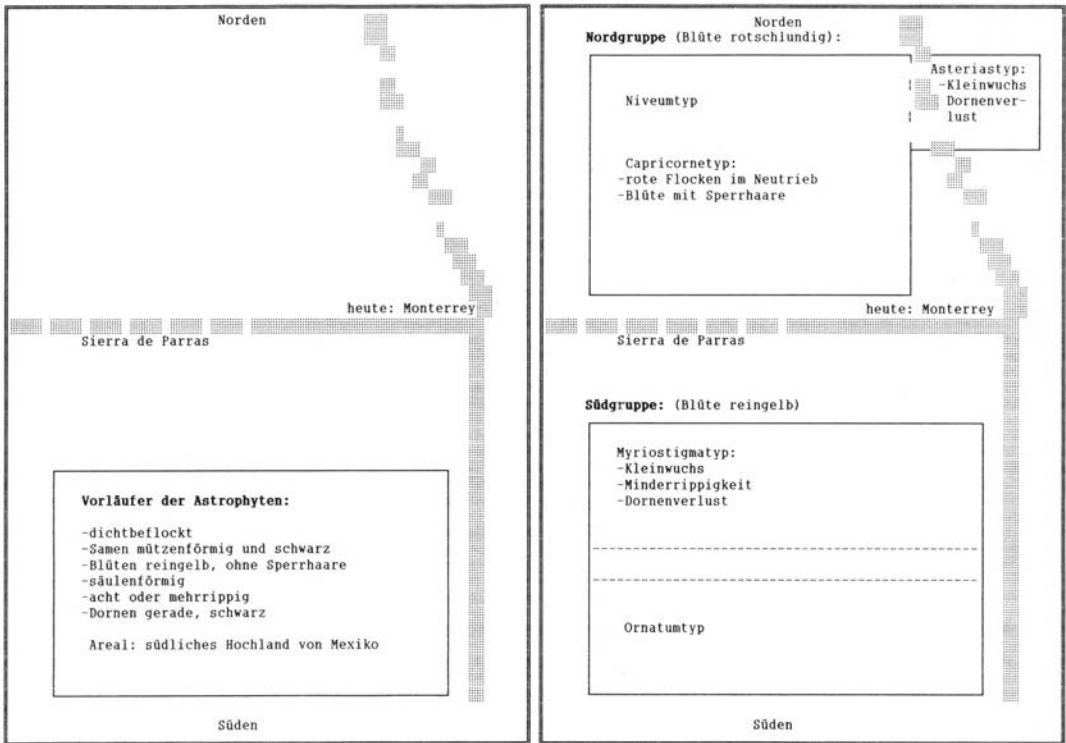 Norden
heute: Monterrey
Sierra de Parras
Vorläufer der Astrophyten:
-dichtbeflockt
-Samen mützenförmig und schwarz
-Blüten reingelb, ohne Sperrhaare
-säulenförmig
-acht oder mehrrippig
-Dornen gerade, schwarz
Areal: südliches Hochland von Mexiko
Süden
Norden
Nordgruppe (Blüte rotschlundig):
Asteriastyp:
-Kleinwuchs
Dornenver-
lust
Niveumtyp
Capricornetyp:
-rote Flocken im Neutrieb
-Blüte mit Sperrhaare
heute: Monterrey
Sierra de Parras
Südgruppe: (Blüte reingelb)
Myriostigmatyp:
-Kleinwuchs
-Minderrippigkeit
-Dornenverlust
Ornatumtyp
Süden